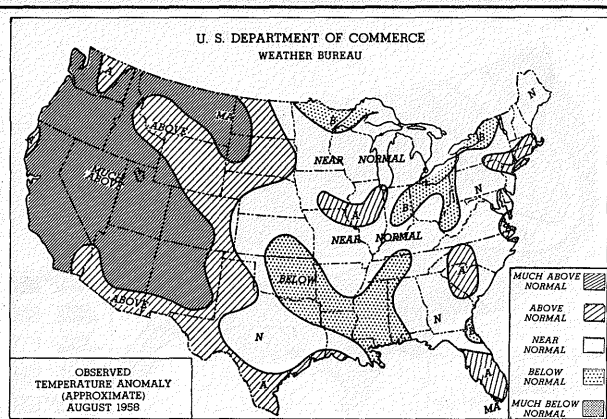 U. S. DEPARTMENT OF COMMERCE
WEATHER BUREAU
A
ABOVE
MA
MUCH
ABOVE
ABOVE
B
NEAR NORMAL
A
NEAR NORMAL
BELOW
N
A
N
B
B
A
N
A
N
B
A
MA
MUCH ABOVE
NORMAL
ABOVE
NORMAL
NEAR
NORMAL
BELOW
NORMAL
MUCH BELOW
NORMAL
OBSERVED
TEMPERATURE ANOMALY
(APPROXIMATE)
AUGUST 1958